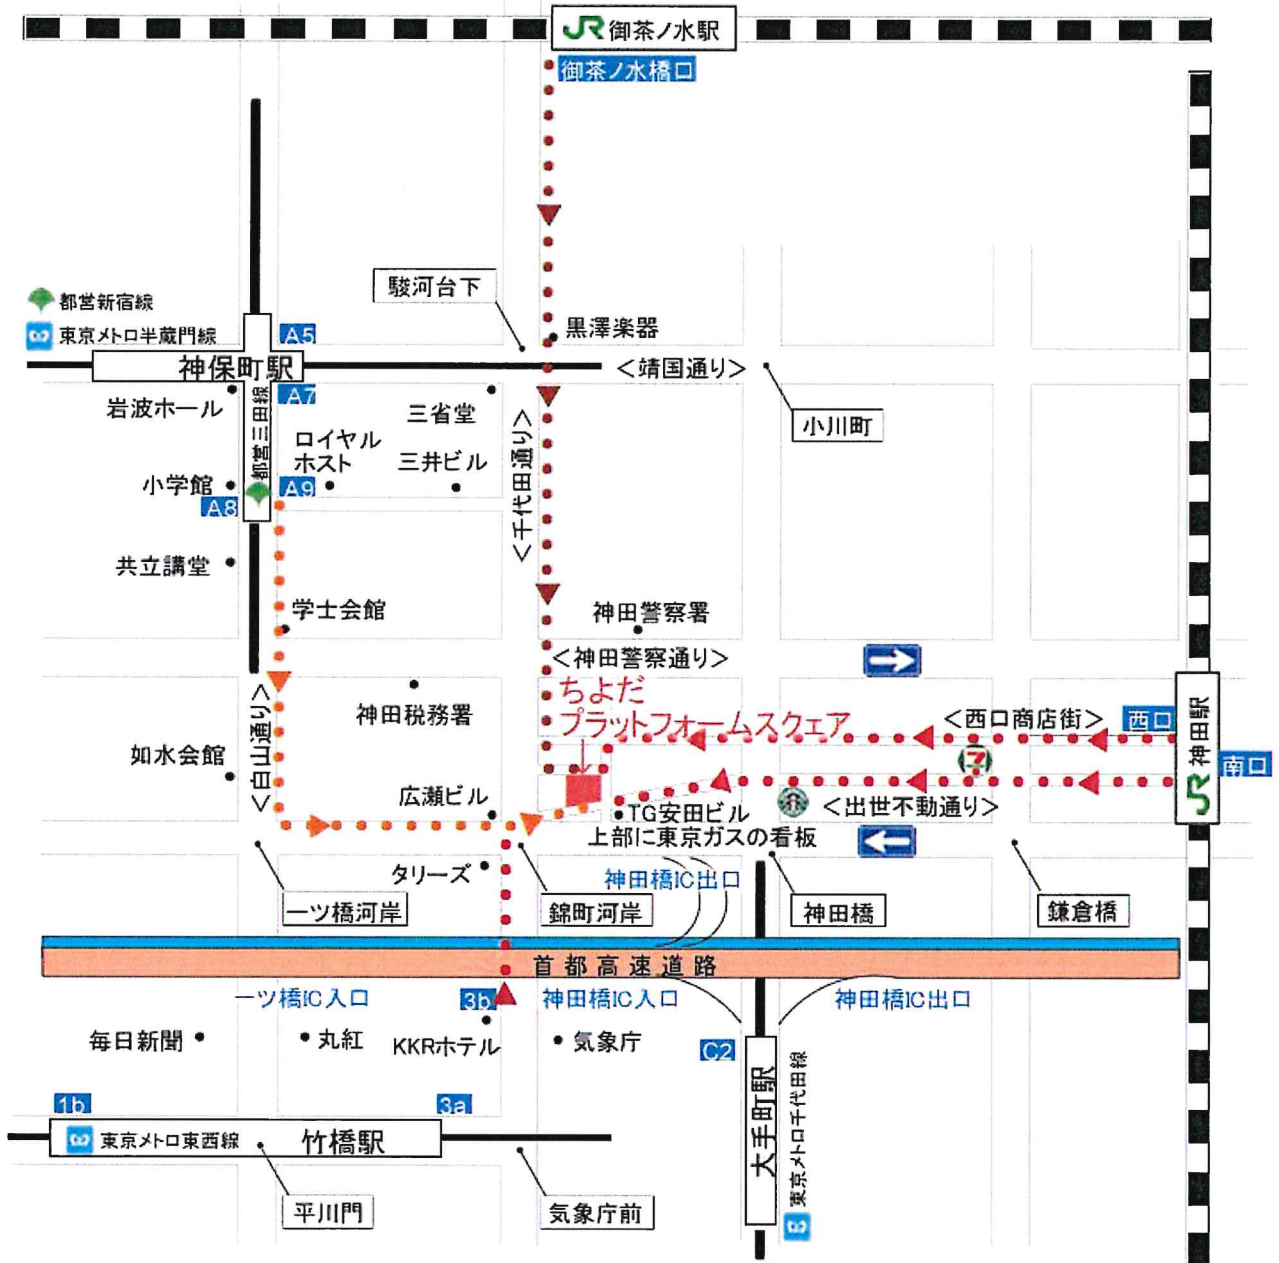 JR 御茶ノ水駅
御茶ノ水橋口
駿河台下
都営新宿線
東京メトロ半蔵門線
A5
黒澤楽器
神保町駅
<靖国通り>
岩波ホール
A7
都営三田線
三省堂
小川町
ロイヤル
ホスト
三井ビル
<千代田通り>
小学館
A9
A8
共立講堂
学士会館
神田警察署
<神田警察通り>
ちよだ
プラットフォームスクェア
神田税務署
<白山通り>
<西口商店街>
西口
JR 神田駅
南口
如水会館
広瀬ビル
7
TG安田ビル
上部に東京ガスの看板
<出世不動通り>
タリーズ
神田橋IC出口
一ツ橋河岸
錦町河岸
神田橋
鎌倉橋
首都高速道路
一ツ橋IC入口
3b
神田橋IC入口
神田橋IC出口
毎日新聞
丸紅
KKRホテル
気象庁
C2
大手町駅
東京メトロ千代田線
1b
3a
東京メトロ東西線
竹橋駅
平川門
気象庁前